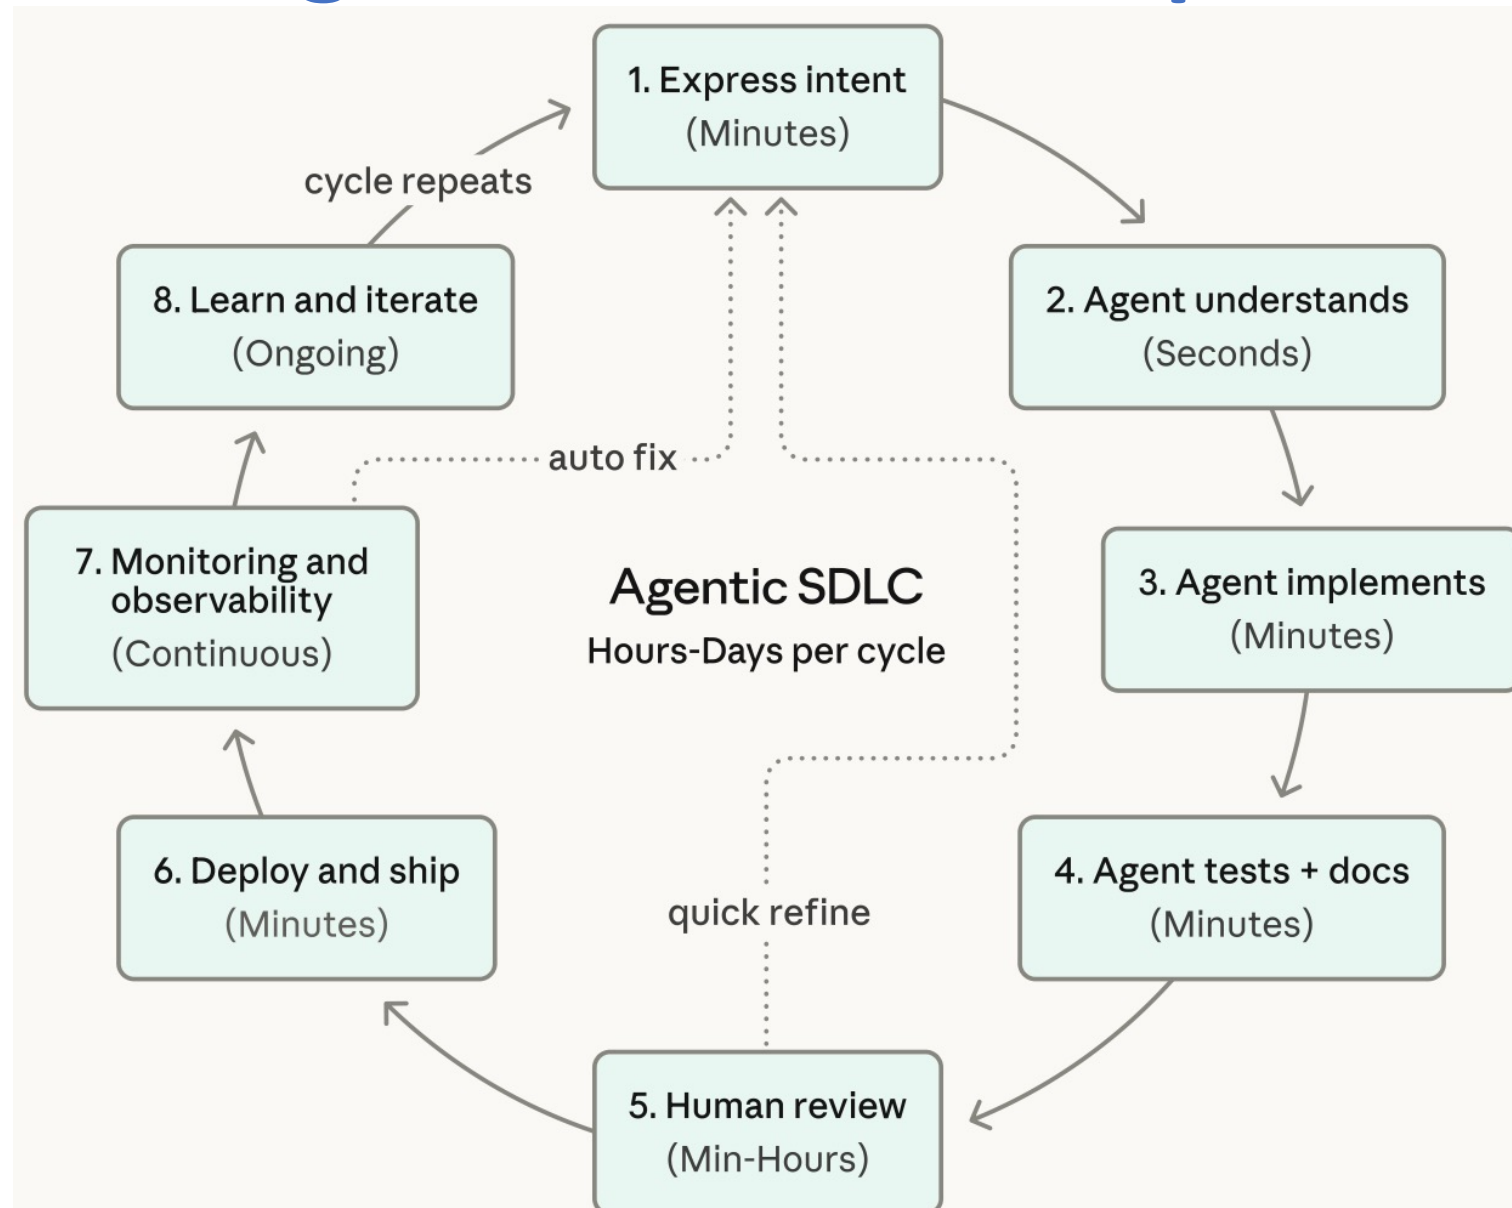 1. Express intent
(Minutes)
cycle repeats
8. Learn and iterate
(Ongoing)
2. Agent understands
(Seconds)
auto fix
7. Monitoring and
observability
(Continuous)
Agentic SDLC
Hours-Days per cycle
3. Agent implements
(Minutes)
6. Deploy and ship
(Minutes)
quick refine
4. Agent tests + docs
(Minutes)
5. Human review
(Min-Hours)